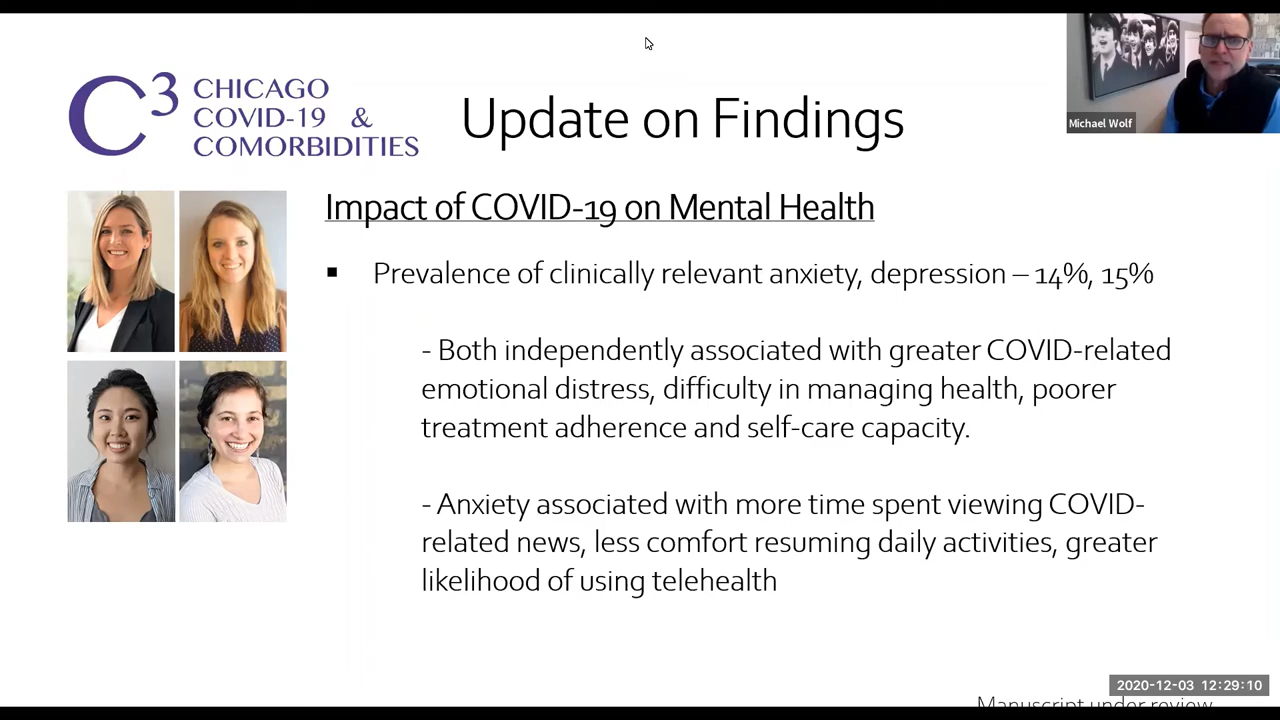 C3 CHICAGO
COVID-19 &
COMORBIDITIES
Update on Findings
Michael Wolf
Impact of COVID-19 on Mental Health
▪ Prevalence of clinically relevant anxiety, depression – 14%, 15%
- Both independently associated with greater COVID-related
emotional distress, difficulty in managing health, poorer
treatment adherence and self-care capacity.
- Anxiety associated with more time spent viewing COVID-
related news, less comfort resuming daily activities, greater
likelihood of using telehealth
2020-12-03 12:29:10
Manuscript under review